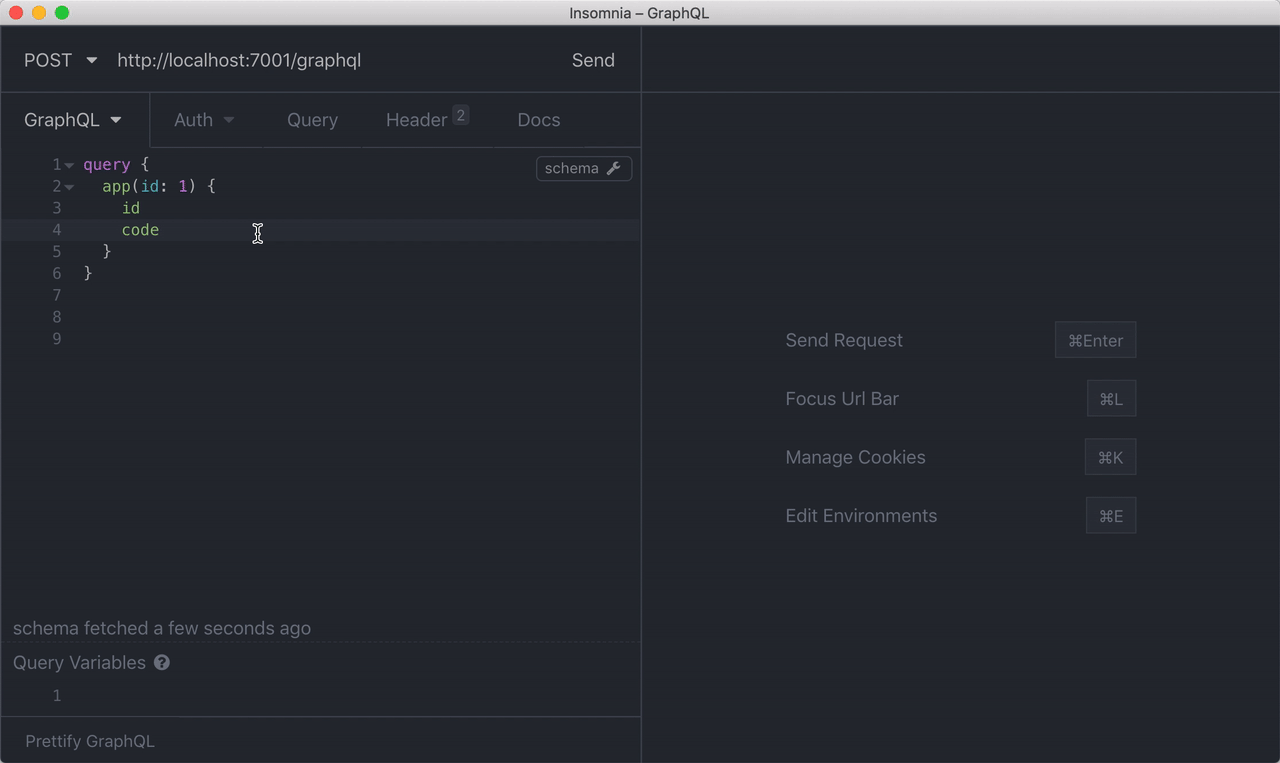 Insomnia – GraphQL
POST http://localhost:7001/graphql Send
GraphQL Auth Query Header 2 Docs
schema
1 query {
2 app(id: 1) {
3 id
4 code
5 }
6 }
7
8
9
Send Request ⌘Enter
Focus Url Bar ⌘L
Manage Cookies ⌘K
Edit Environments ⌘E
schema fetched a few seconds ago
Query Variables ?
1
Prettify GraphQL